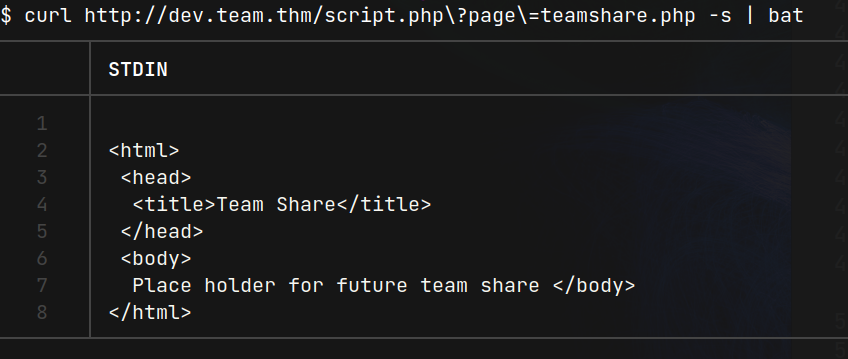 $ curl http://dev.team.thm/script.php\?page\=teamshare.php -s | bat
STDIN
1
2 <html>
3 <head>
4 <title>Team Share</title>
5 </head>
6 <body>
7 Place holder for future team share </body>
8 </html>